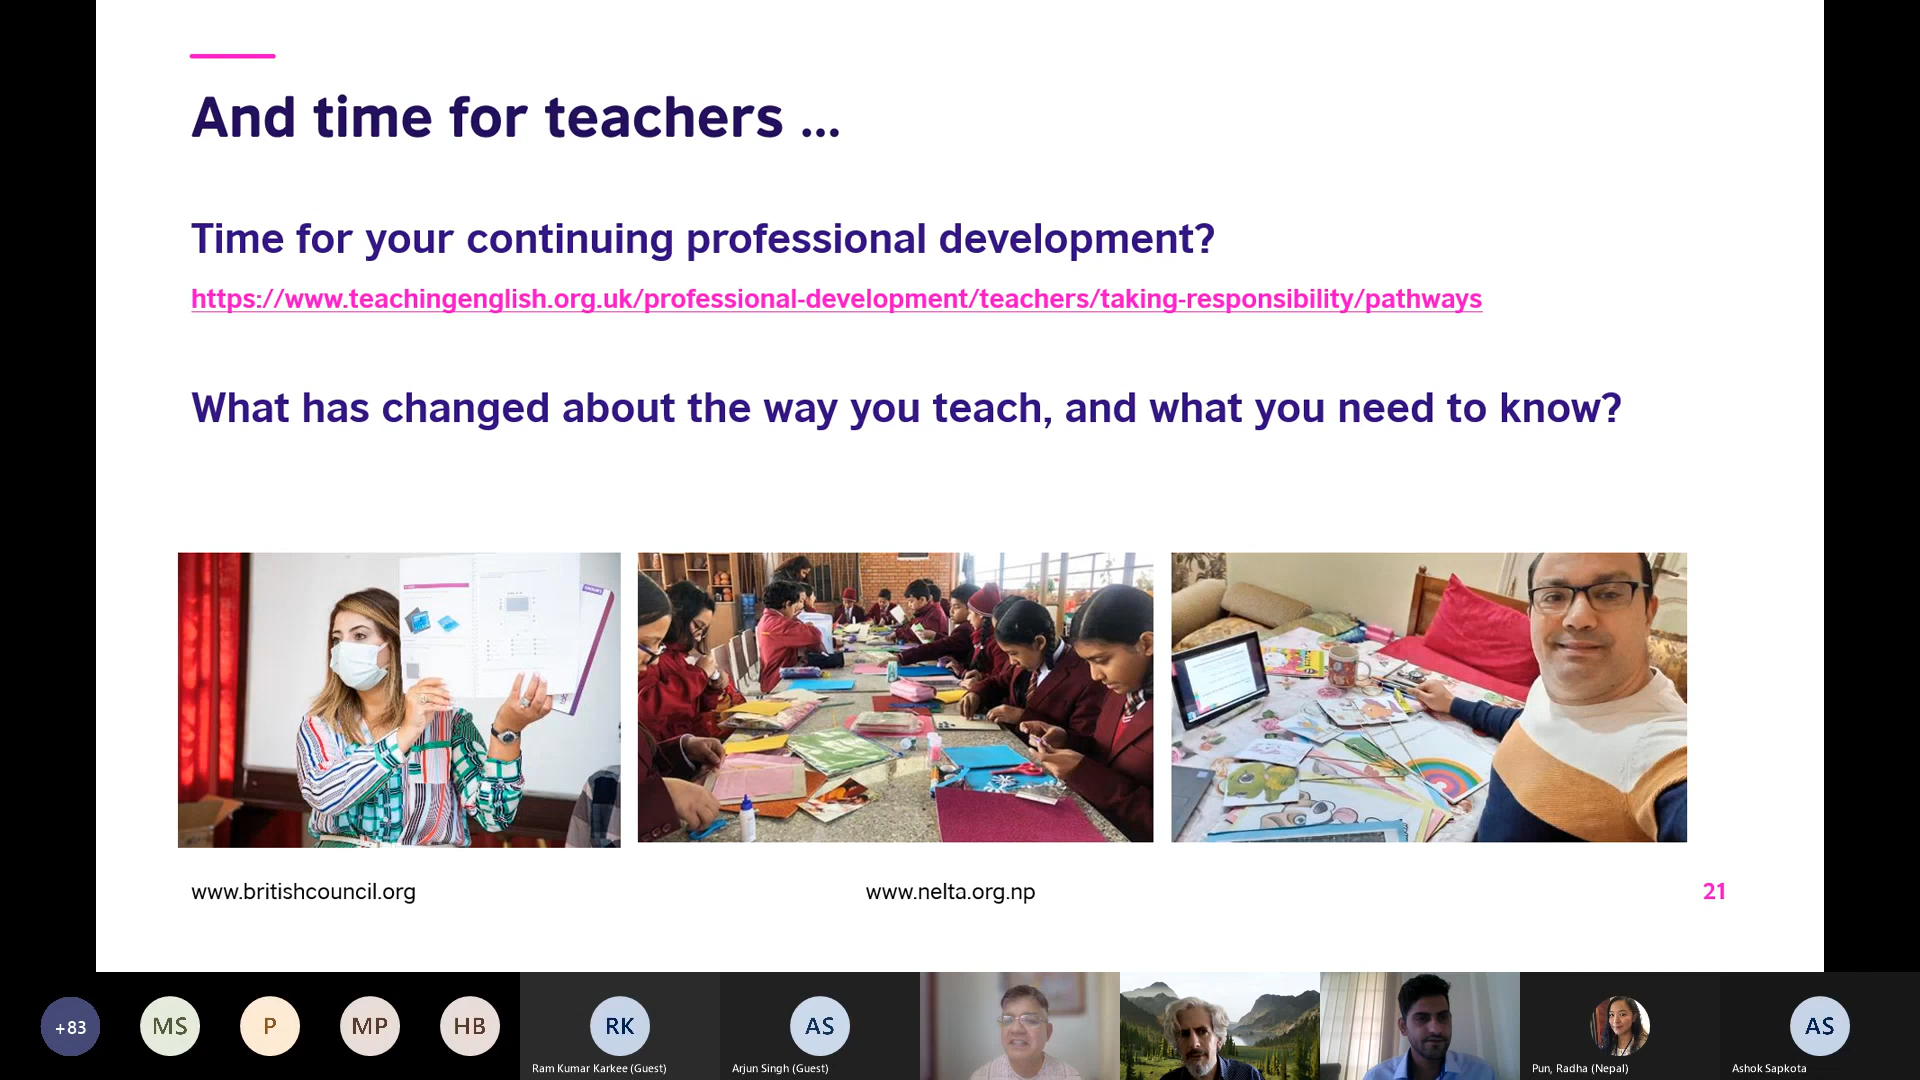 And time for teachers ...
Time for your continuing professional development?
https://www.teachingenglish.org.uk/professional-development/teachers/taking-responsibility/pathways
What has changed about the way you teach, and what you need to know?
www.britishcouncil.org
www.nelta.org.np
21
+83
MS
P
MP
HB
RK
Ram Kumar Karkee (Guest)
AS
Arjun Singh (Guest)
Pun, Radha (Nepal)
AS
Ashok Sapkota